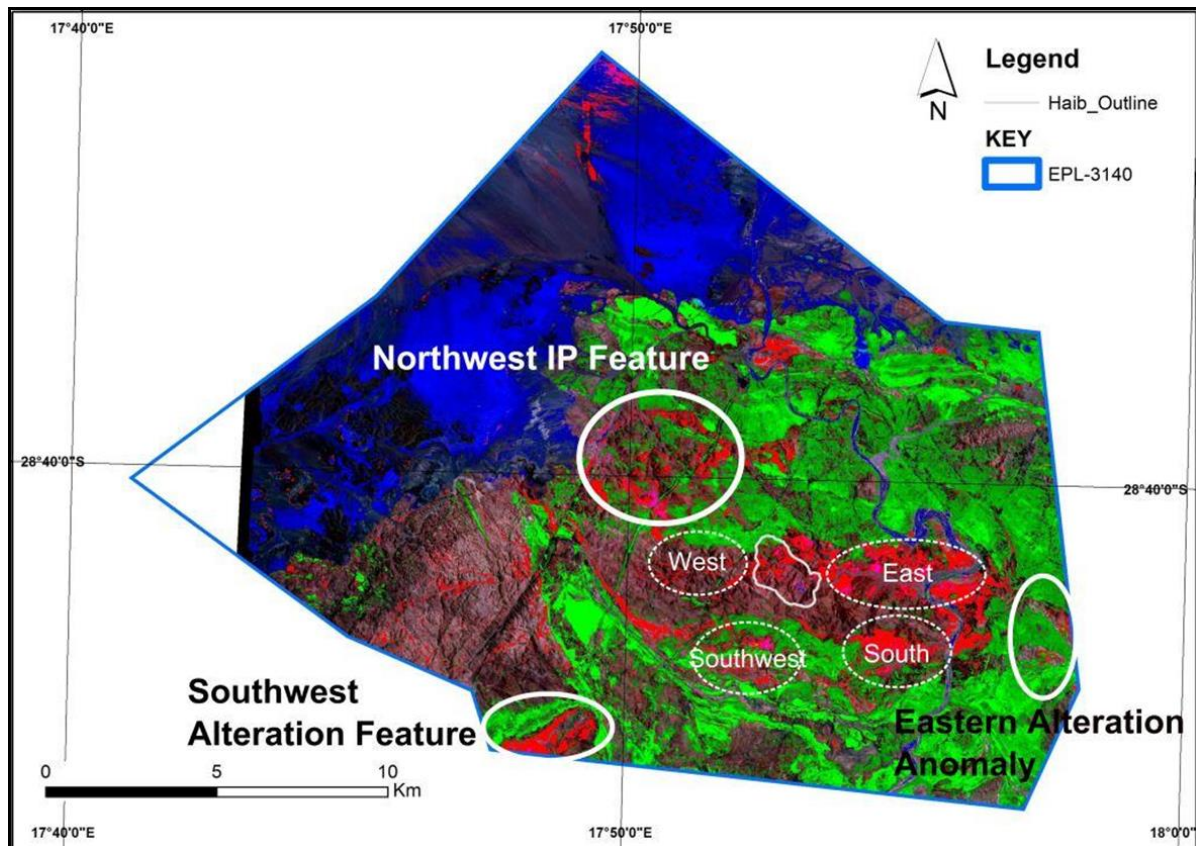 17°40'0"E
17°50'0"E
Legend
Haib_Outline
KEY
EPL-3140
N
Northwest IP Feature
28°40'0"S
28°40'0"S
West
East
Southwest
South
Southwest
Alteration Feature
Eastern Alteration
Anomaly
0
5
10
Km
17°40'0"E
17°50'0"E
18°0'0"E